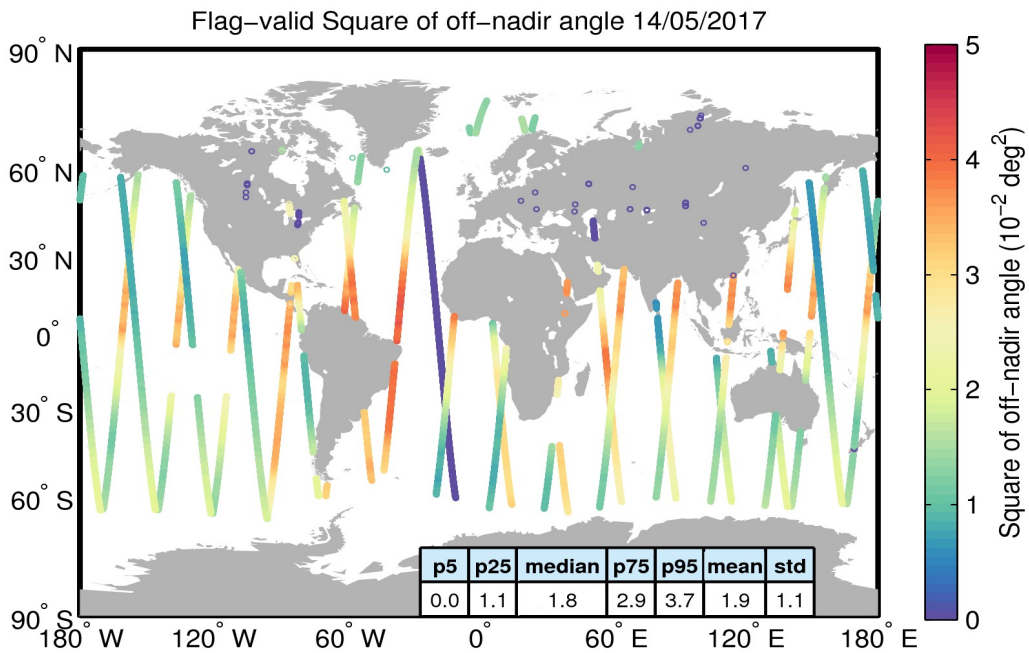 Flag−valid Square of off−nadir angle 14/05/2017
90° N
60° N
30° N
0°
30° S
60° S
90° S
180° W 120° W 60° W 0° 60° E 120° E 180° E
p5 p25 median p75 p95 mean std
0.0 1.1 1.8 2.9 3.7 1.9 1.1
5
4
3
2
1
0
Square of off−nadir angle (10⁻² deg²)